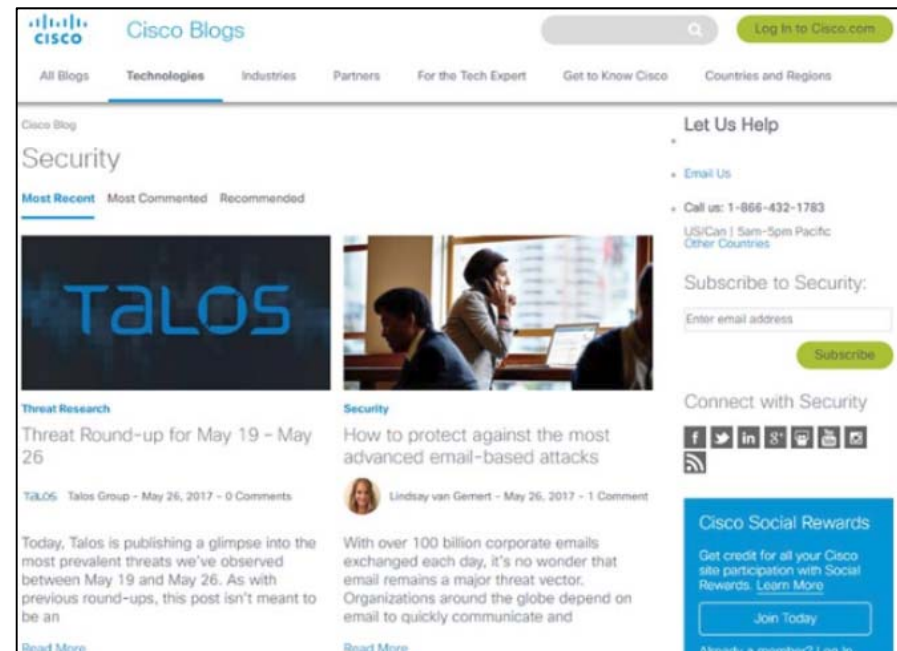 CISCO
Cisco Blogs
Log In to Cisco.com
All Blogs Technologies Industries Partners For the Tech Expert Get to Know Cisco Countries and Regions
Cisco Blog
Security
Most Recent Most Commented Recommended
TALOS
Threat Research
Threat Round-up for May 19 – May
26
TALOS Talos Group - May 26, 2017 - 0 Comments
Today, Talos is publishing a glimpse into the
most prevalent threats we've observed
between May 19 and May 26. As with
previous round-ups, this post isn't meant to
be an
Read More
Security
How to protect against the most
advanced email-based attacks
Lindsay van Gemert - May 26, 2017 - 1 Comment
With over 100 billion corporate emails
exchanged each day, it's no wonder that
email remains a major threat vector.
Organizations around the globe depend on
email to quickly communicate and
Read More
Let Us Help
Email Us
Call us: 1-866-432-1783
US/Can | 5am-5pm Pacific
Other Countries
Subscribe to Security:
Enter email address
Subscribe
Connect with Security
Cisco Social Rewards
Get credit for all your Cisco
site participation with Social
Rewards. Learn More
Join Today
Already a member? Log In